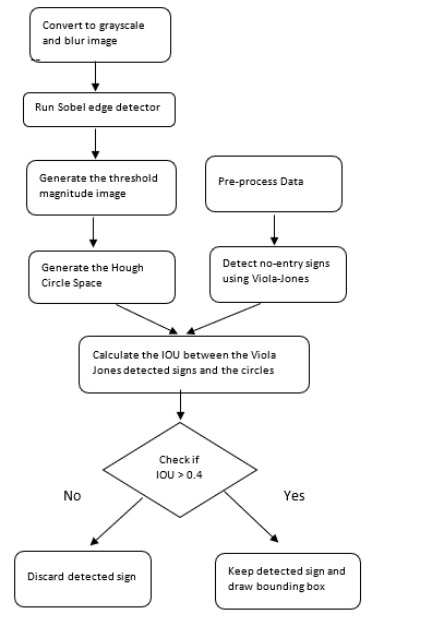 Convert to grayscale
and blur image
Run Sobel edge detector
Generate the threshold
magnitude image
Pre-process Data
Generate the Hough
Circle Space
Detect no-entry signs
using Viola-Jones
Calculate the IOU between the Viola
Jones detected signs and the circles
Check if
IOU > 0.4
No
Yes
Discard detected sign
Keep detected sign and
draw bounding box